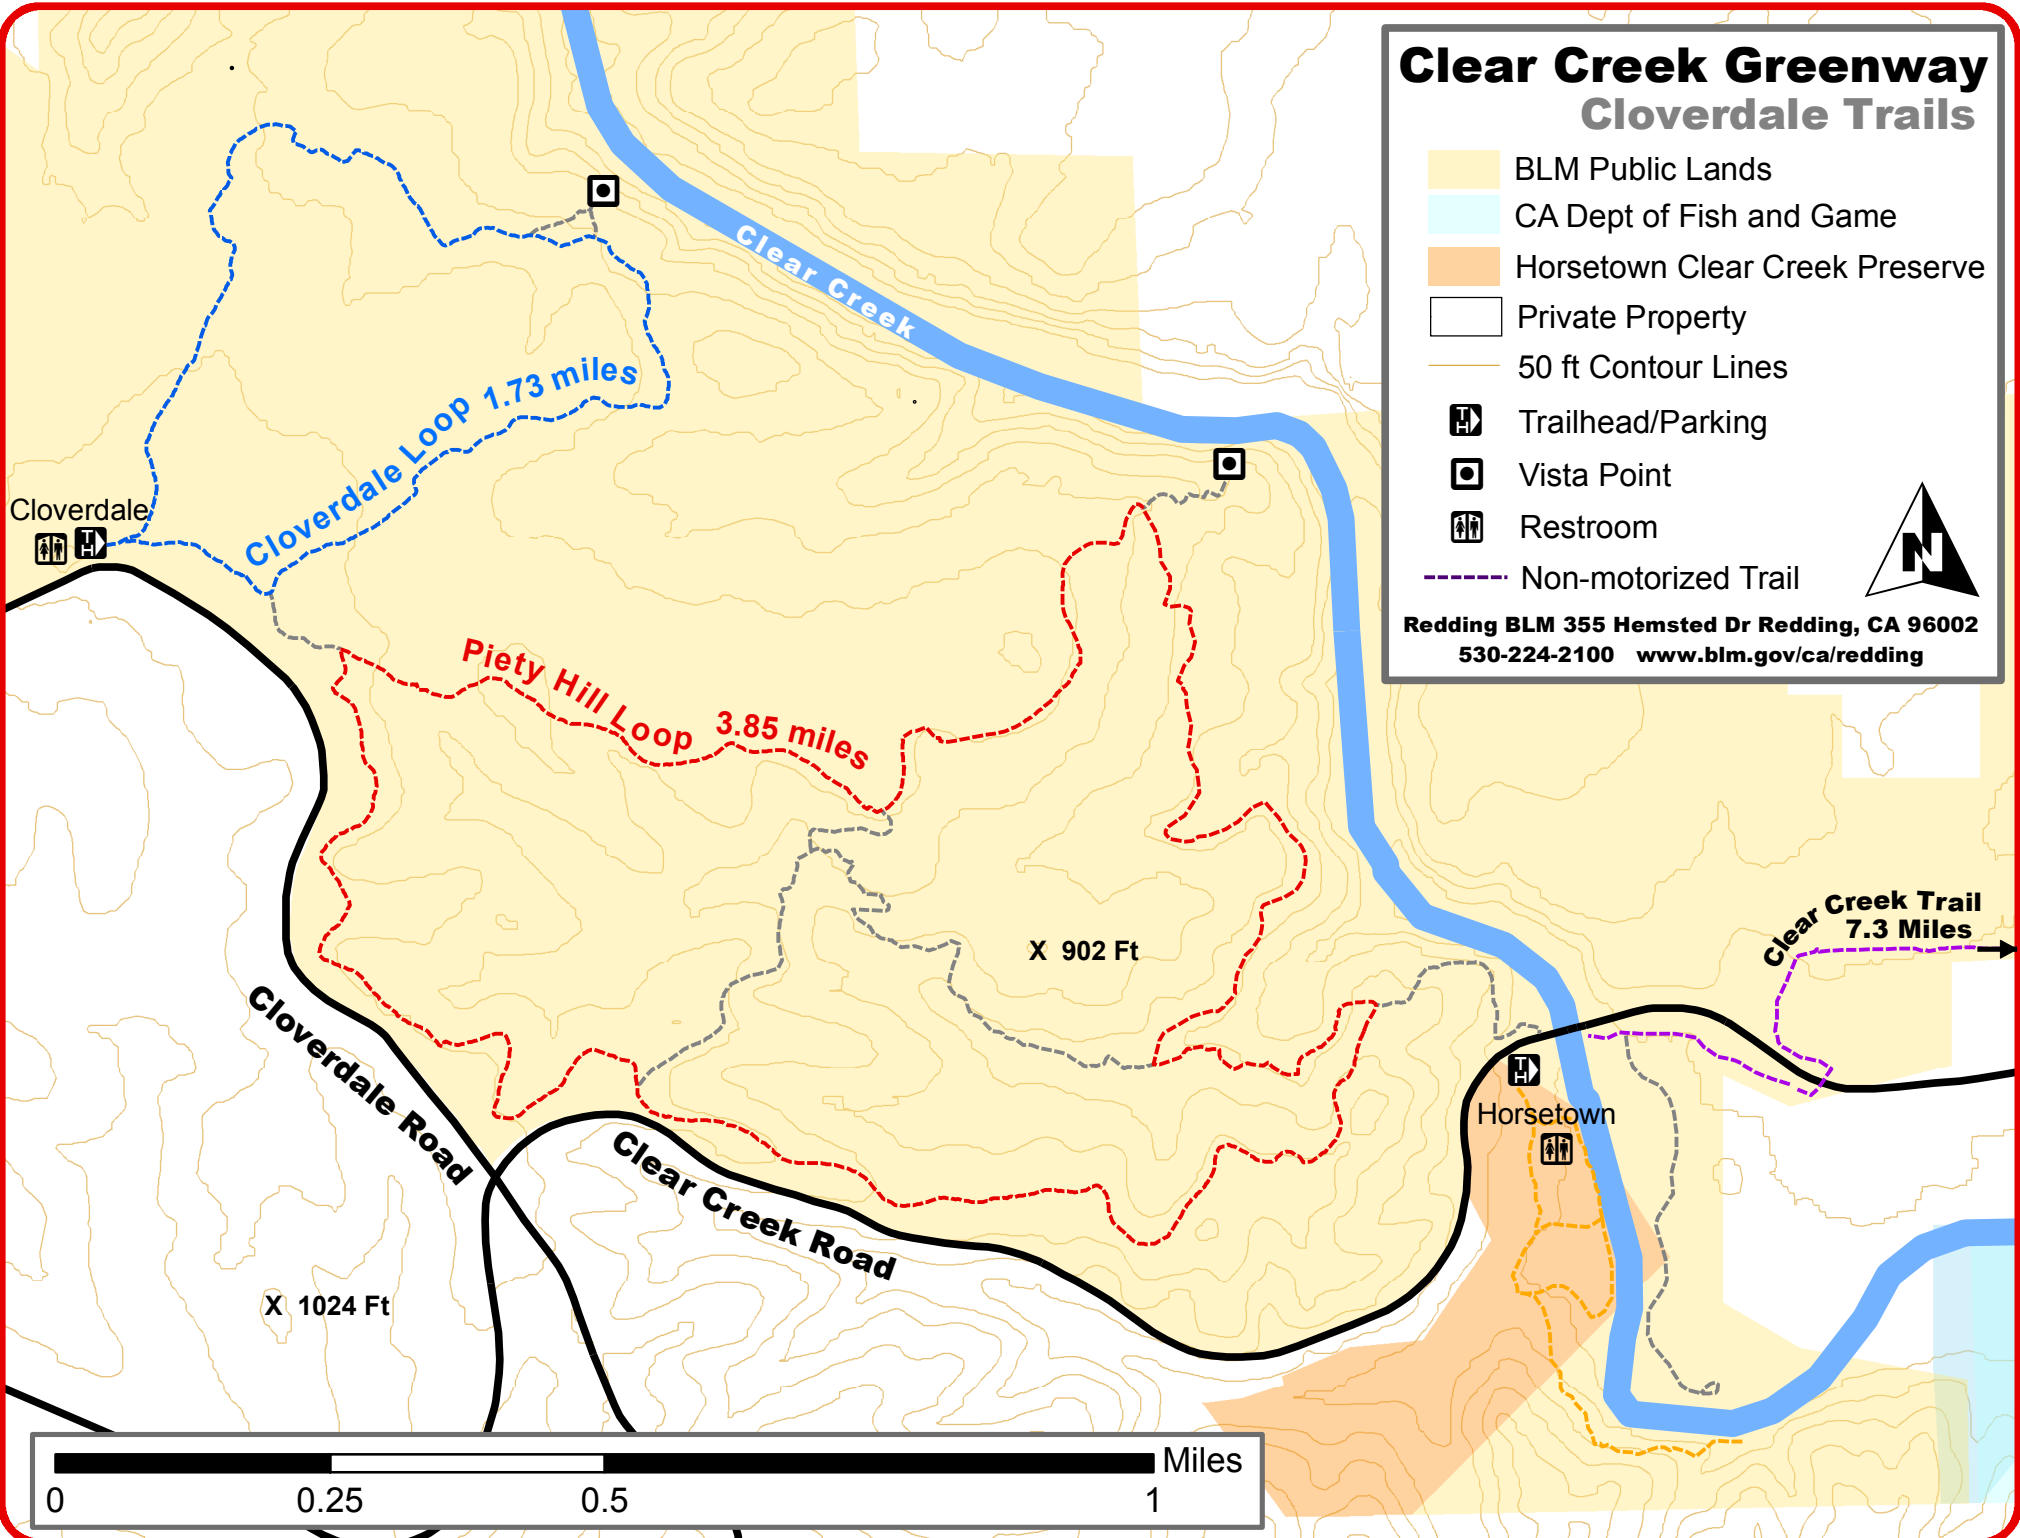 Clear Creek Greenway
Cloverdale Trails
BLM Public Lands
CA Dept of Fish and Game
Horsetown Clear Creek Preserve
Private Property
50 ft Contour Lines
TH Trailhead/Parking
Vista Point
Restroom
Non-motorized Trail
N
Redding BLM 355 Hemsted Dr Redding, CA 96002
530-224-2100 www.blm.gov/ca/redding
Clear Creek
Cloverdale Loop 1.73 miles
Cloverdale
TH
Piety Hill Loop 3.85 miles
Clear Creek Trail
7.3 Miles
X 902 Ft
Cloverdale Road
TH
Horsetown
Clear Creek Road
X 1024 Ft
Miles
0 0.25 0.5 1